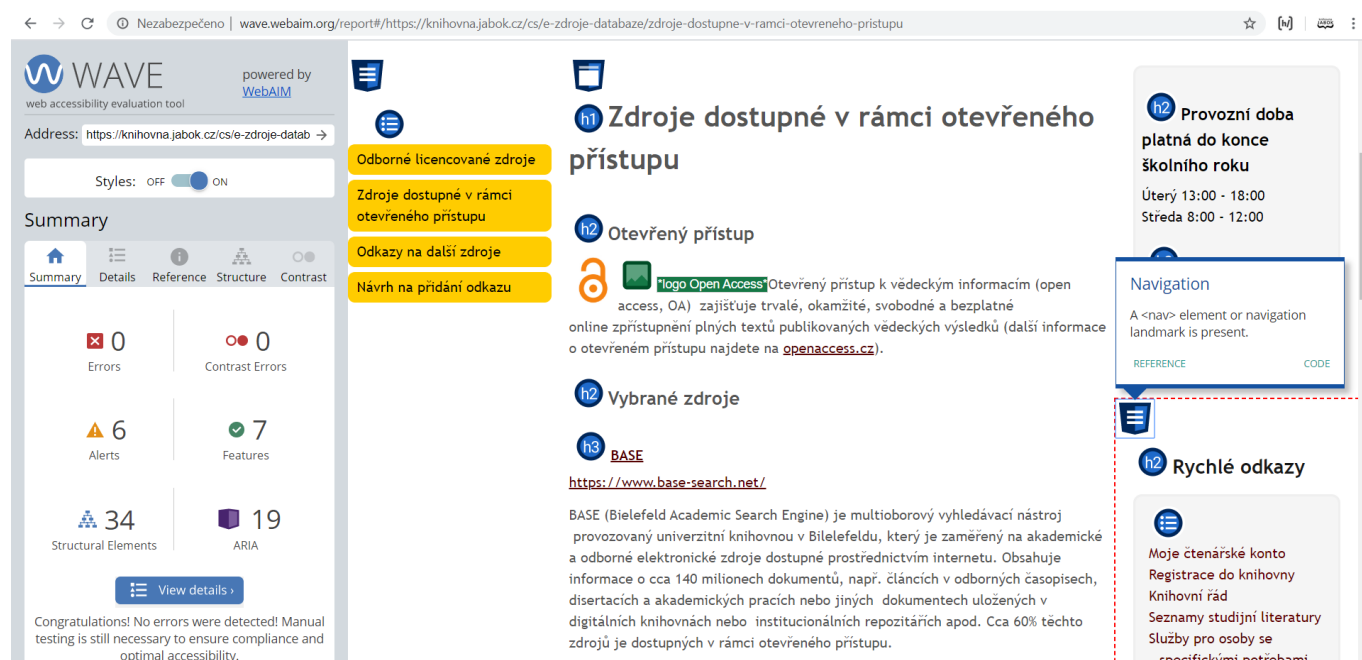 Nezabezpečeno | wave.webaim.org/report#/https://knihovna.jabok.cz/cs/e-zdroje-databaze/zdroje-dostupne-v-ramci-otevreneho-pristupu
WAVE
web accessibility evaluation tool
powered by
WebAIM
Address: https://knihovna.jabok.cz/cs/e-zdroje-datab
Styles: OFF ON
Summary
Summary Details Reference Structure Contrast
0
Errors
0
Contrast Errors
6
Alerts
7
Features
34
Structural Elements
19
ARIA
View details ›
Congratulations! No errors were detected! Manual
testing is still necessary to ensure compliance and
optimal accessibility.
Odborné licencované zdroje
Zdroje dostupné v rámci
otevřeného přístupu
Odkazy na další zdroje
Návrh na přidání odkazu
h1 Zdroje dostupné v rámci otevřeného
přístupu
h2 Otevřený přístup
*logo Open Access* Otevřený přístup k vědeckým informacím (open
access, OA) zajišťuje trvalé, okamžité, svobodné a bezplatné
online zpřístupnění plných textů publikovaných vědeckých výsledků (další informace
o otevřeném přístupu najdete na openaccess.cz).
h2 Vybrané zdroje
h3 BASE
https://www.base-search.net/
BASE (Bielefeld Academic Search Engine) je multioborový vyhledávací nástroj
provozovaný univerzitní knihovnou v Bilelefeldu, který je zaměřený na akademické
a odborné elektronické zdroje dostupné prostřednictvím internetu. Obsahuje
informace o cca 140 milionech dokumentů, např. článcích v odborných časopisech,
disertacích a akademických pracích nebo jiných dokumentech uložených v
digitálních knihovnách nebo institucionálních repozitářích apod. Cca 60% těchto
zdrojů je dostupných v rámci otevřeného přístupu.
h2 Provozní doba
platná do konce
školního roku
Úterý 13:00 - 18:00
Středa 8:00 - 12:00
Navigation
A <nav> element or navigation
landmark is present.
REFERENCE CODE
h2 Rychlé odkazy
Moje čtenářské konto
Registrace do knihovny
Knihovní řád
Seznamy studijní literatury
Služby pro osoby se
specifickými potřebami